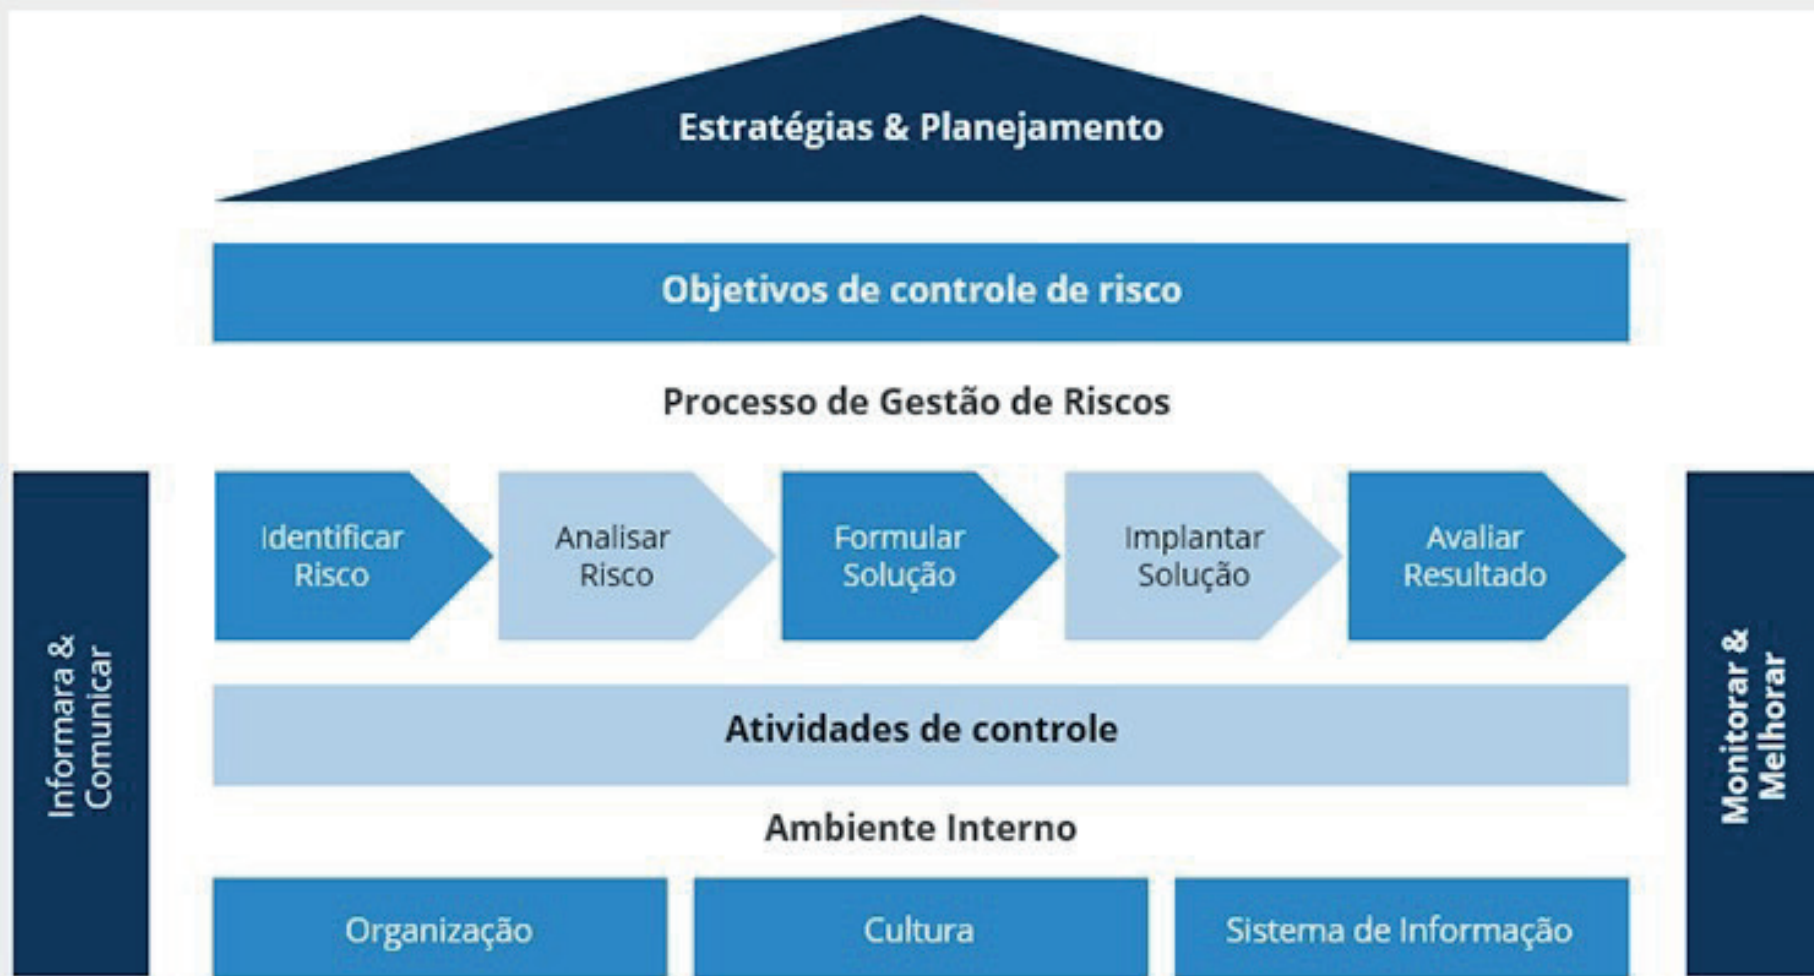 Estratégias & Planejamento
Objetivos de controle de risco
Processo de Gestão de Riscos
Informara &
Comunicar
Identificar
Risco
Analisar
Risco
Formular
Solução
Implantar
Solução
Avaliar
Resultado
Monitorar &
Melhorar
Atividades de controle
Ambiente Interno
Organização
Cultura
Sistema de Informação